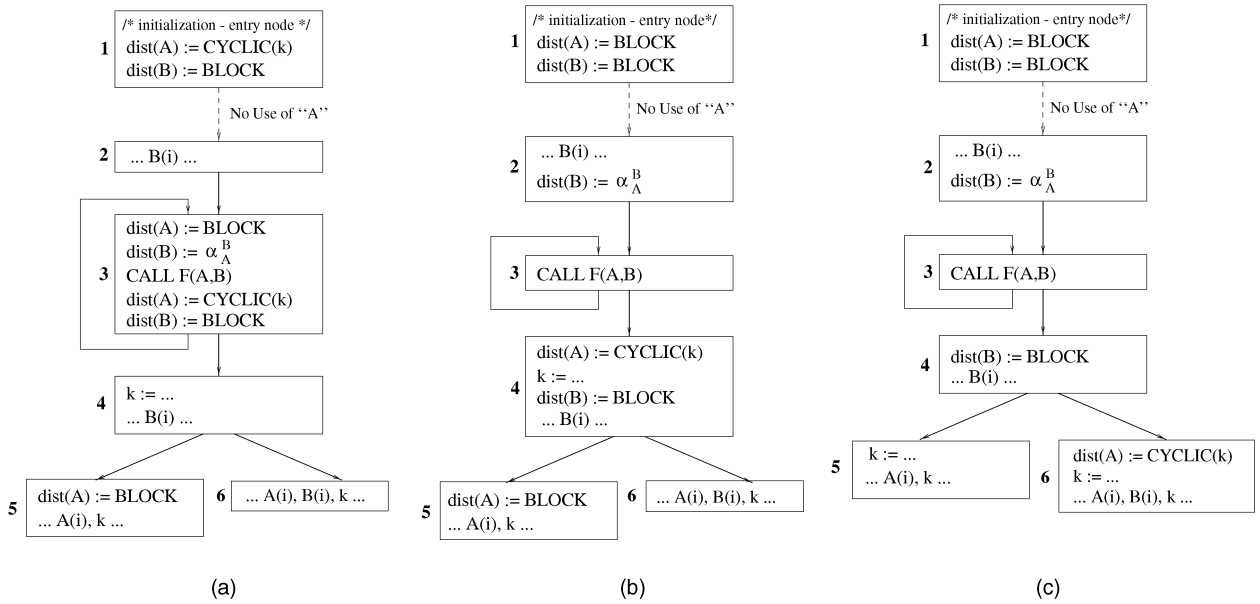 /* initialization - entry node */
1
dist(A) := CYCLIC(k)
dist(B) := BLOCK
No Use of ‘‘A’’
2
... B(i) ...
3
dist(A) := BLOCK
dist(B) := α B A
CALL F(A,B)
dist(A) := CYCLIC(k)
dist(B) := BLOCK
4
k := ...
... B(i) ...
5
dist(A) := BLOCK
... A(i), k ...
6
... A(i), B(i), k ...
(a)
/* initialization - entry node*/
1
dist(A) := BLOCK
dist(B) := BLOCK
No Use of ‘‘A’’
2
... B(i) ...
dist(B) := α B A
3
CALL F(A,B)
4
dist(A) := CYCLIC(k)
k := ...
dist(B) := BLOCK
... B(i) ...
5
dist(A) := BLOCK
... A(i), k ...
6
... A(i), B(i), k ...
(b)
/* initialization - entry node*/
1
dist(A) := BLOCK
dist(B) := BLOCK
No Use of ‘‘A’’
2
... B(i) ...
dist(B) := α B A
3
CALL F(A,B)
4
dist(B) := BLOCK
... B(i) ...
5
k := ...
... A(i), k ...
6
dist(A) := CYCLIC(k)
k := ...
... A(i), B(i), k ...
(c)